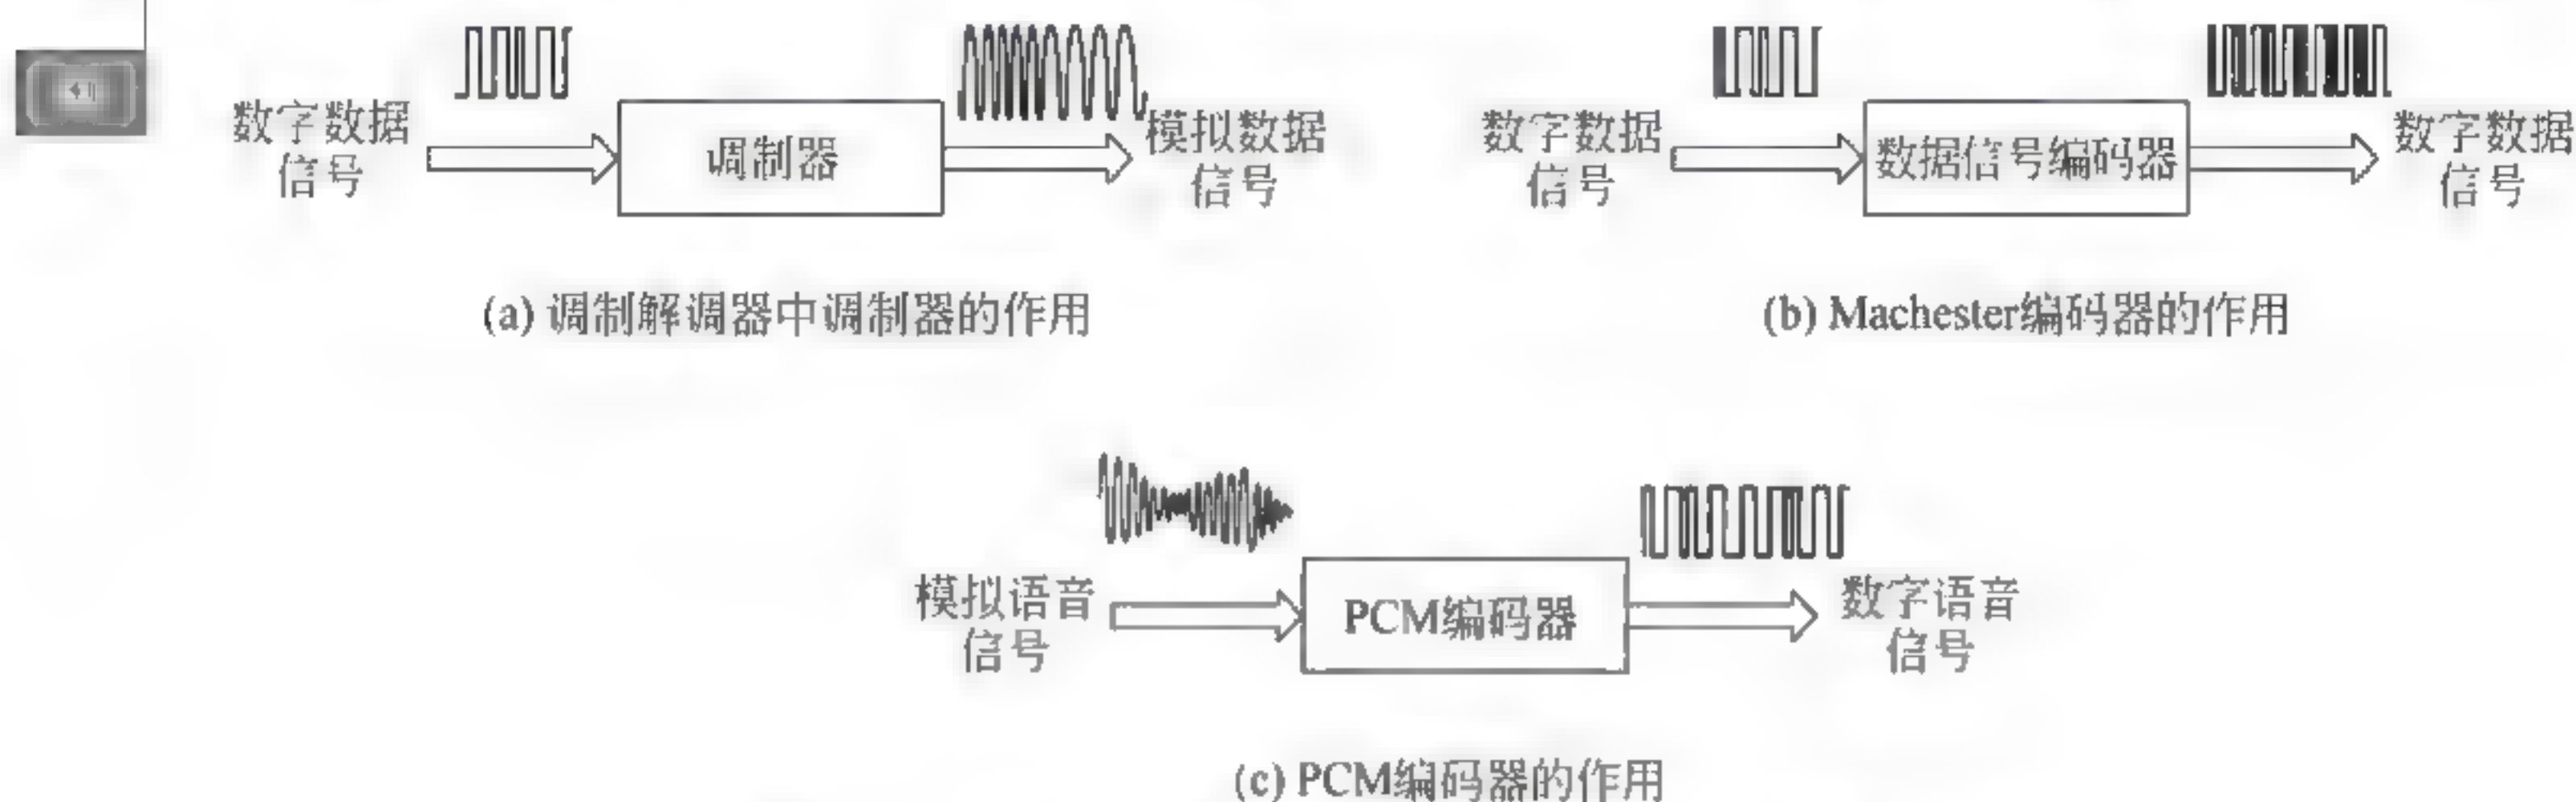 数字数据
信号
调制器
模拟数据
信号
(a) 调制解调器中调制器的作用
数字数据
信号
数据信号编码器
数字数据
信号
(b) Machester编码器的作用
模拟语音
信号
PCM编码器
数字语音
信号
(c) PCM编码器的作用